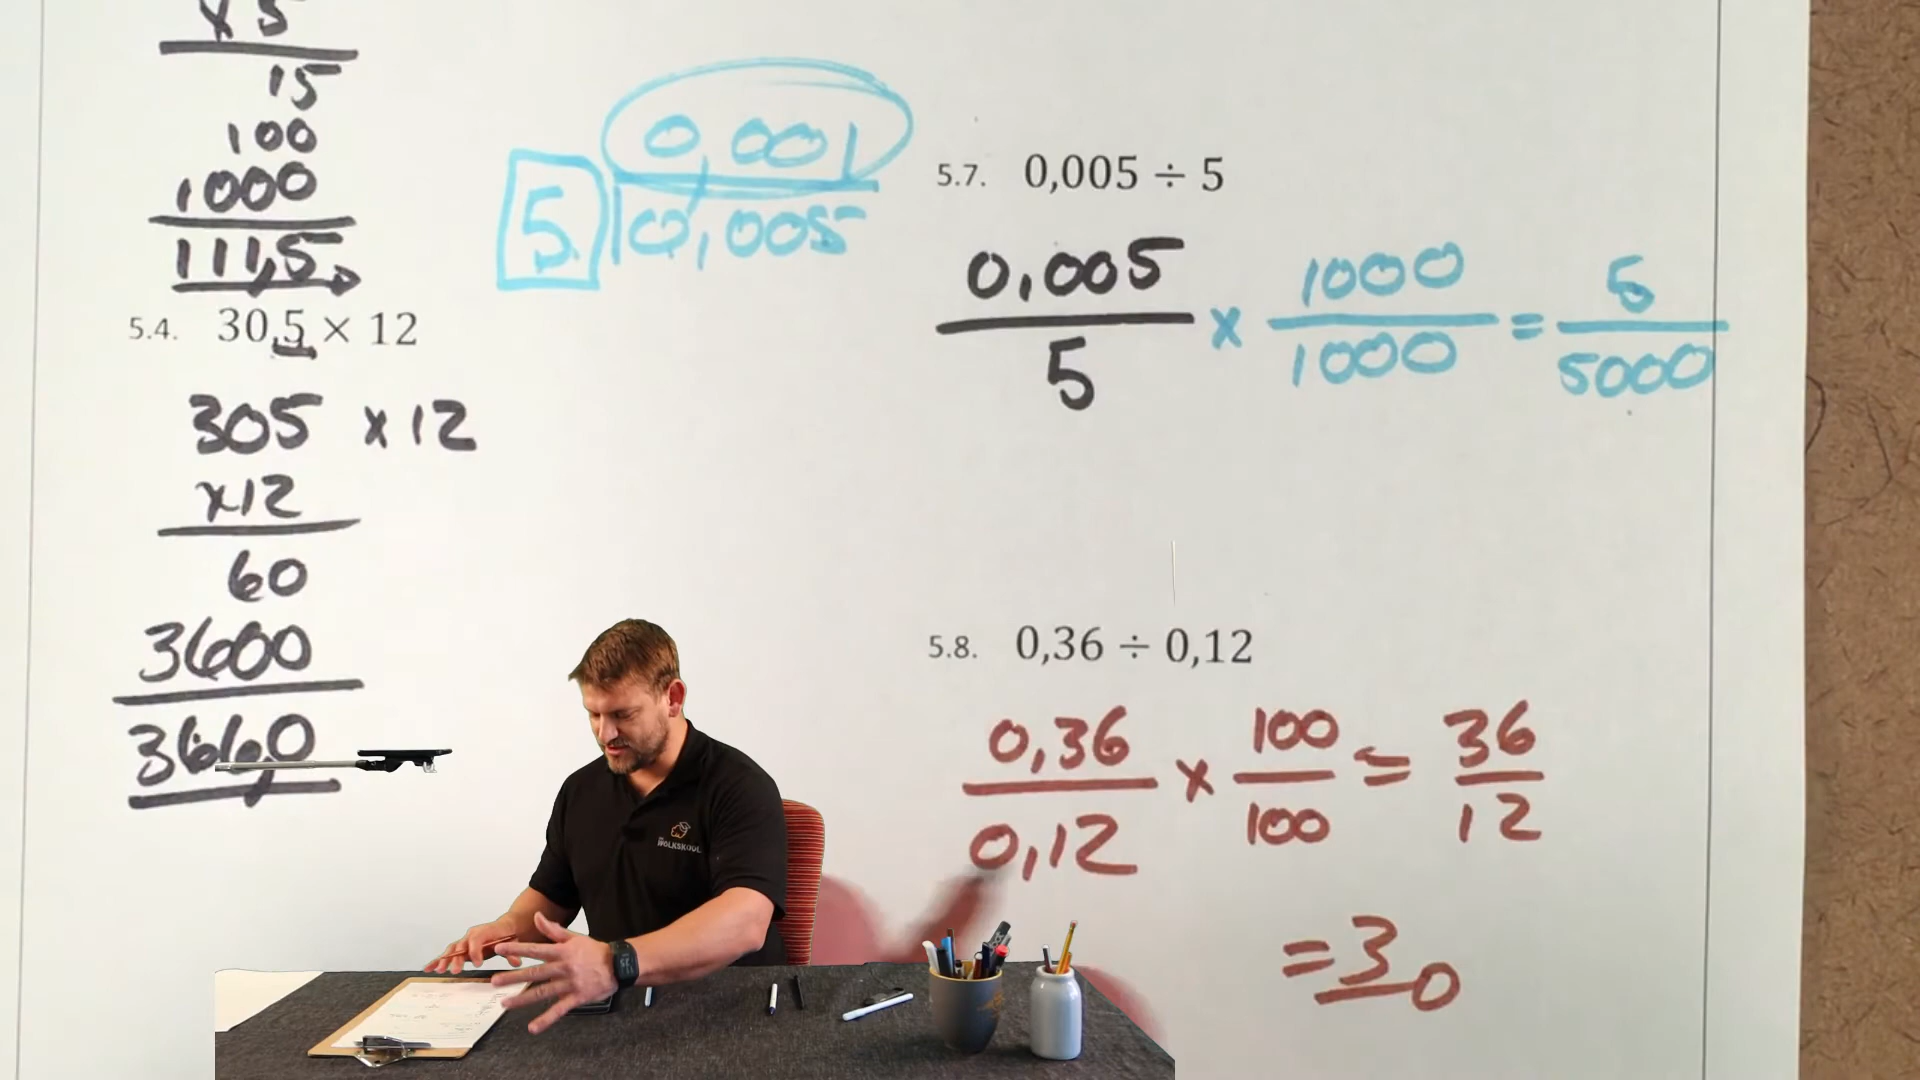 x 5
15
100
1000
111,5
5.4. 30,5 × 12
305 x 12
x12
60
3600
366,0
0,001
5 0,005
5.7. 0,005 ÷ 5
0,005 x 1000 = 5
5 1000 5000
5.8. 0,36 ÷ 0,12
0,36 x 100 = 36
0,12 100 12
= 3
WOLKSKOOL